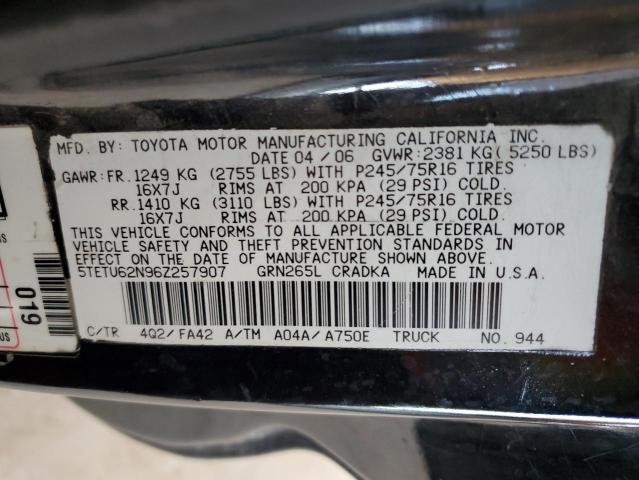 MFD. BY: TOYOTA MOTOR MANUFACTURING CALIFORNIA INC.
DATE 04 / 06 GVWR:2381 KG( 5250 LBS)
GAWR:FR.1249 KG (2755 LBS) WITH P245/75R16 TIRES
16X7J RIMS AT 200 KPA (29 PSI) COLD.
RR.1410 KG (3110 LBS) WITH P245/75R16 TIRES
16X7J RIMS AT 200 KPA (29 PSI) COLD.
THIS VEHICLE CONFORMS TO ALL APPLICABLE FEDERAL MOTOR
VEHICLE SAFETY AND THEFT PREVENTION STANDARDS IN
EFFECT ON THE DATE OF MANUFACTURE SHOWN ABOVE.
5TETU62N96Z257907 GRN265L CRADKA MADE IN U.S.A.
C/TR 4Q2/FA42 A/TM A04A/A750E TRUCK NO. 944
019